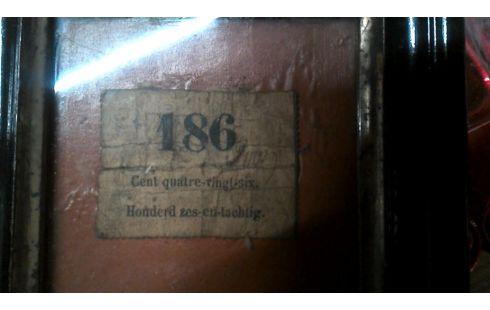 186
Cent quatre-vingt-six.
Honderd zes-en-tachtig.